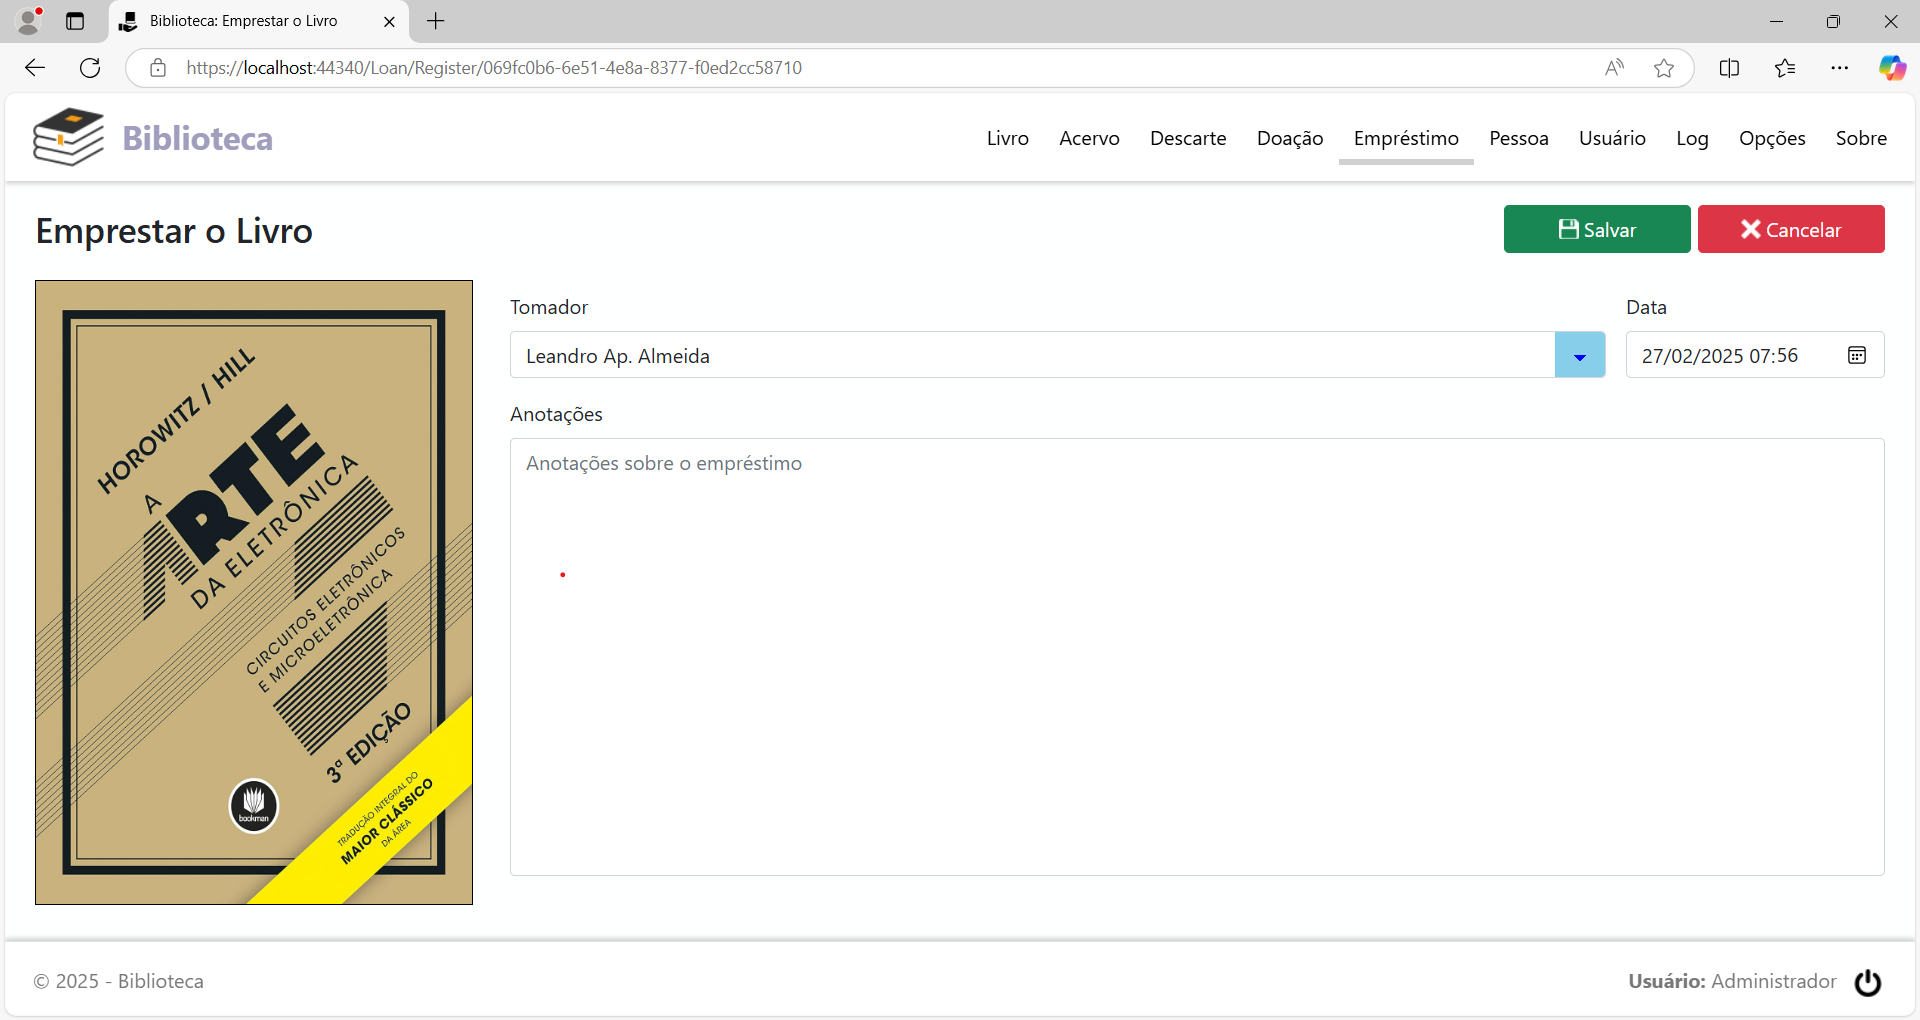 Biblioteca: Emprestar o Livro
https://localhost:44340/Loan/Register/069fc0b6-6e51-4e8a-8377-f0ed2cc58710
Biblioteca
Livro Acervo Descarte Doação Empréstimo Pessoa Usuário Log Opções Sobre
Emprestar o Livro
Salvar Cancelar
HOROWITZ / HILL
A
ARTE
DA ELETRÔNICA
CIRCUITOS ELETRÔNICOS
E MICROELETRÔNICA
3ª EDIÇÃO
bookman
TRADUÇÃO INTEGRAL DO
MAIOR CLÁSSICO
DA ÁREA
Tomador
Leandro Ap. Almeida
Data
27/02/2025 07:56
Anotações
Anotações sobre o empréstimo
© 2025 - Biblioteca
Usuário: Administrador